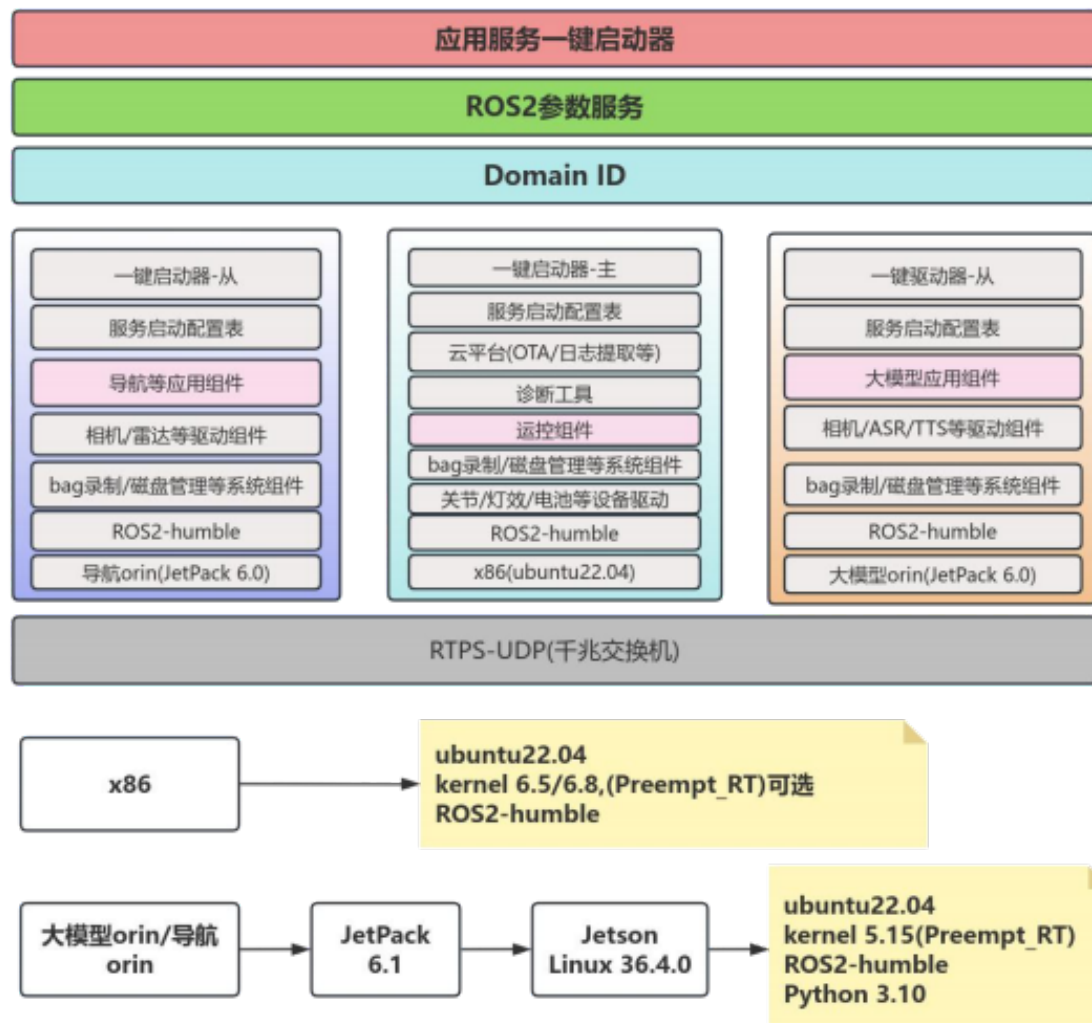 应用服务一键启动器
ROS2参数服务
Domain ID
一键启动器-从
服务启动配置表
导航等应用组件
相机/雷达等驱动组件
bag录制/磁盘管理等系统组件
ROS2-humble
导航orin(JetPack 6.0)
一键启动器-主
服务启动配置表
云平台(OTA/日志提取等)
诊断工具
运控组件
bag录制/磁盘管理等系统组件
关节/灯效/电池等设备驱动
ROS2-humble
x86(ubuntu22.04)
一键驱动器-从
服务启动配置表
大模型应用组件
相机/ASR/TTS等驱动组件
bag录制/磁盘管理等系统组件
ROS2-humble
大模型orin(JetPack 6.0)
RTPS-UDP(千兆交换机)
x86
ubuntu22.04
kernel 6.5/6.8,(Preempt_RT)可选
ROS2-humble
大模型orin/导航
orin
JetPack
6.1
Jetson
Linux 36.4.0
ubuntu22.04
kernel 5.15(Preempt_RT)
ROS2-humble
Python 3.10